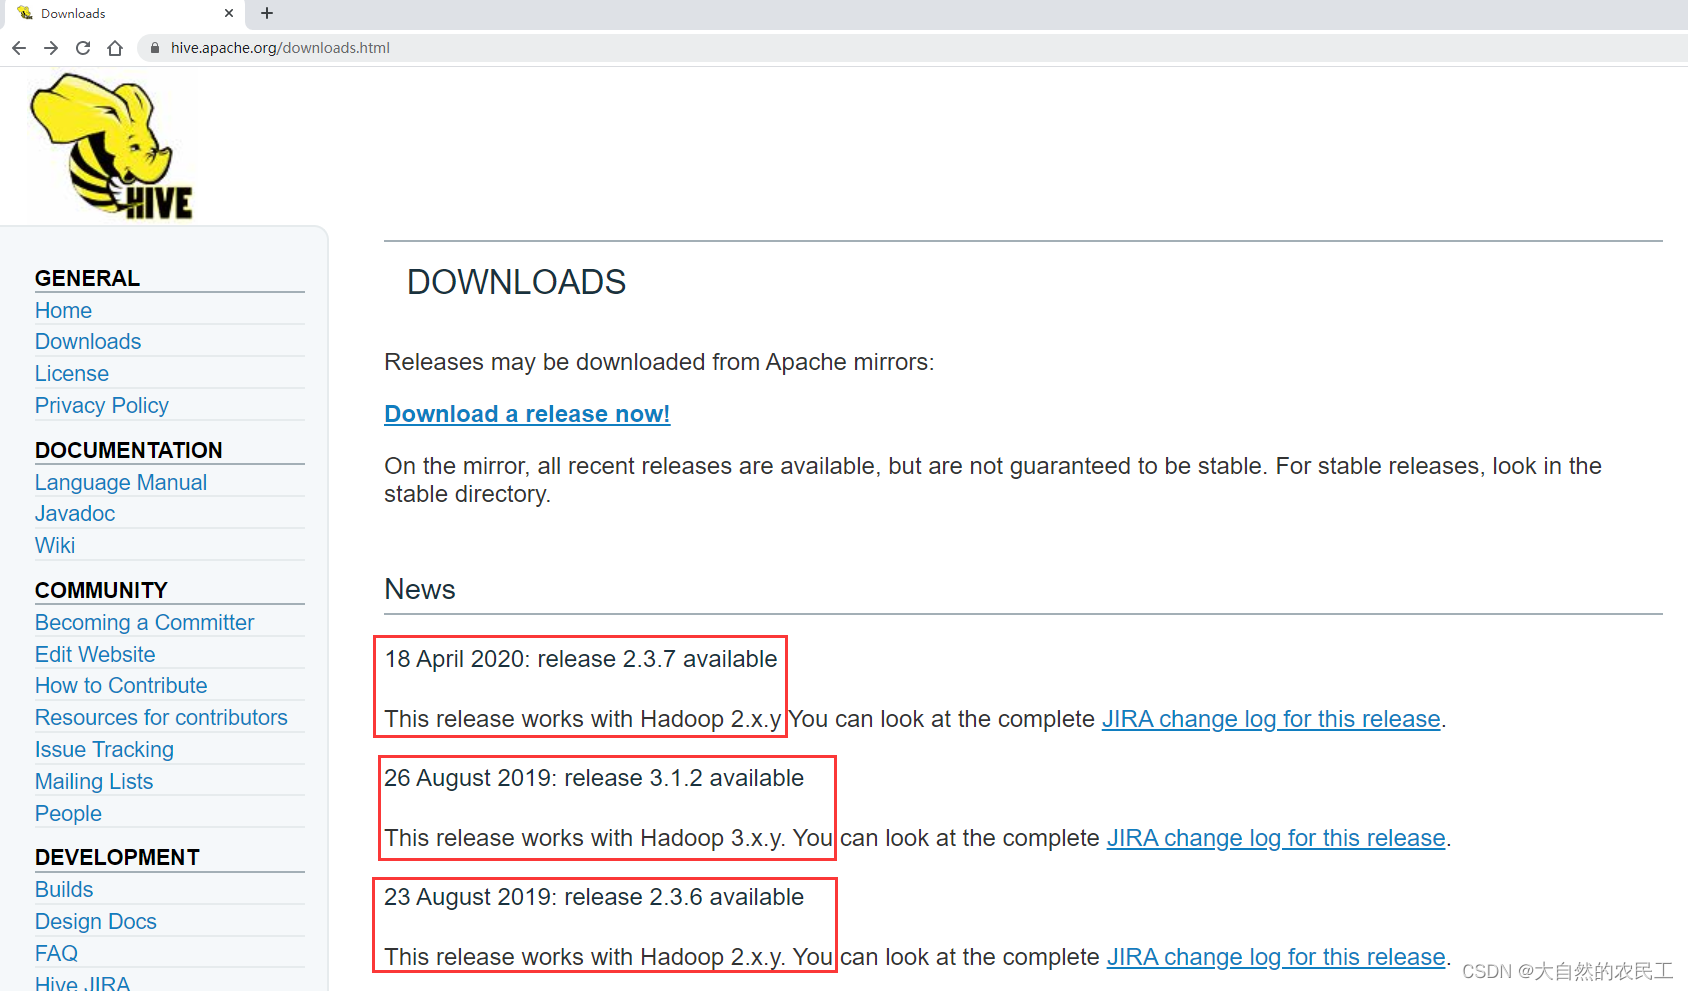 Downloads
hive.apache.org/downloads.html
HIVE
GENERAL
Home
Downloads
License
Privacy Policy
DOCUMENTATION
Language Manual
Javadoc
Wiki
COMMUNITY
Becoming a Committer
Edit Website
How to Contribute
Resources for contributors
Issue Tracking
Mailing Lists
People
DEVELOPMENT
Builds
Design Docs
FAQ
Hive JIRA
DOWNLOADS
Releases may be downloaded from Apache mirrors:
Download a release now!
On the mirror, all recent releases are available, but are not guaranteed to be stable. For stable releases, look in the
stable directory.
News
18 April 2020: release 2.3.7 available
This release works with Hadoop 2.x.y You can look at the complete JIRA change log for this release.
26 August 2019: release 3.1.2 available
This release works with Hadoop 3.x.y. You can look at the complete JIRA change log for this release.
23 August 2019: release 2.3.6 available
This release works with Hadoop 2.x.y. You can look at the complete JIRA change log for this release.
CSDN @大自然的农民工